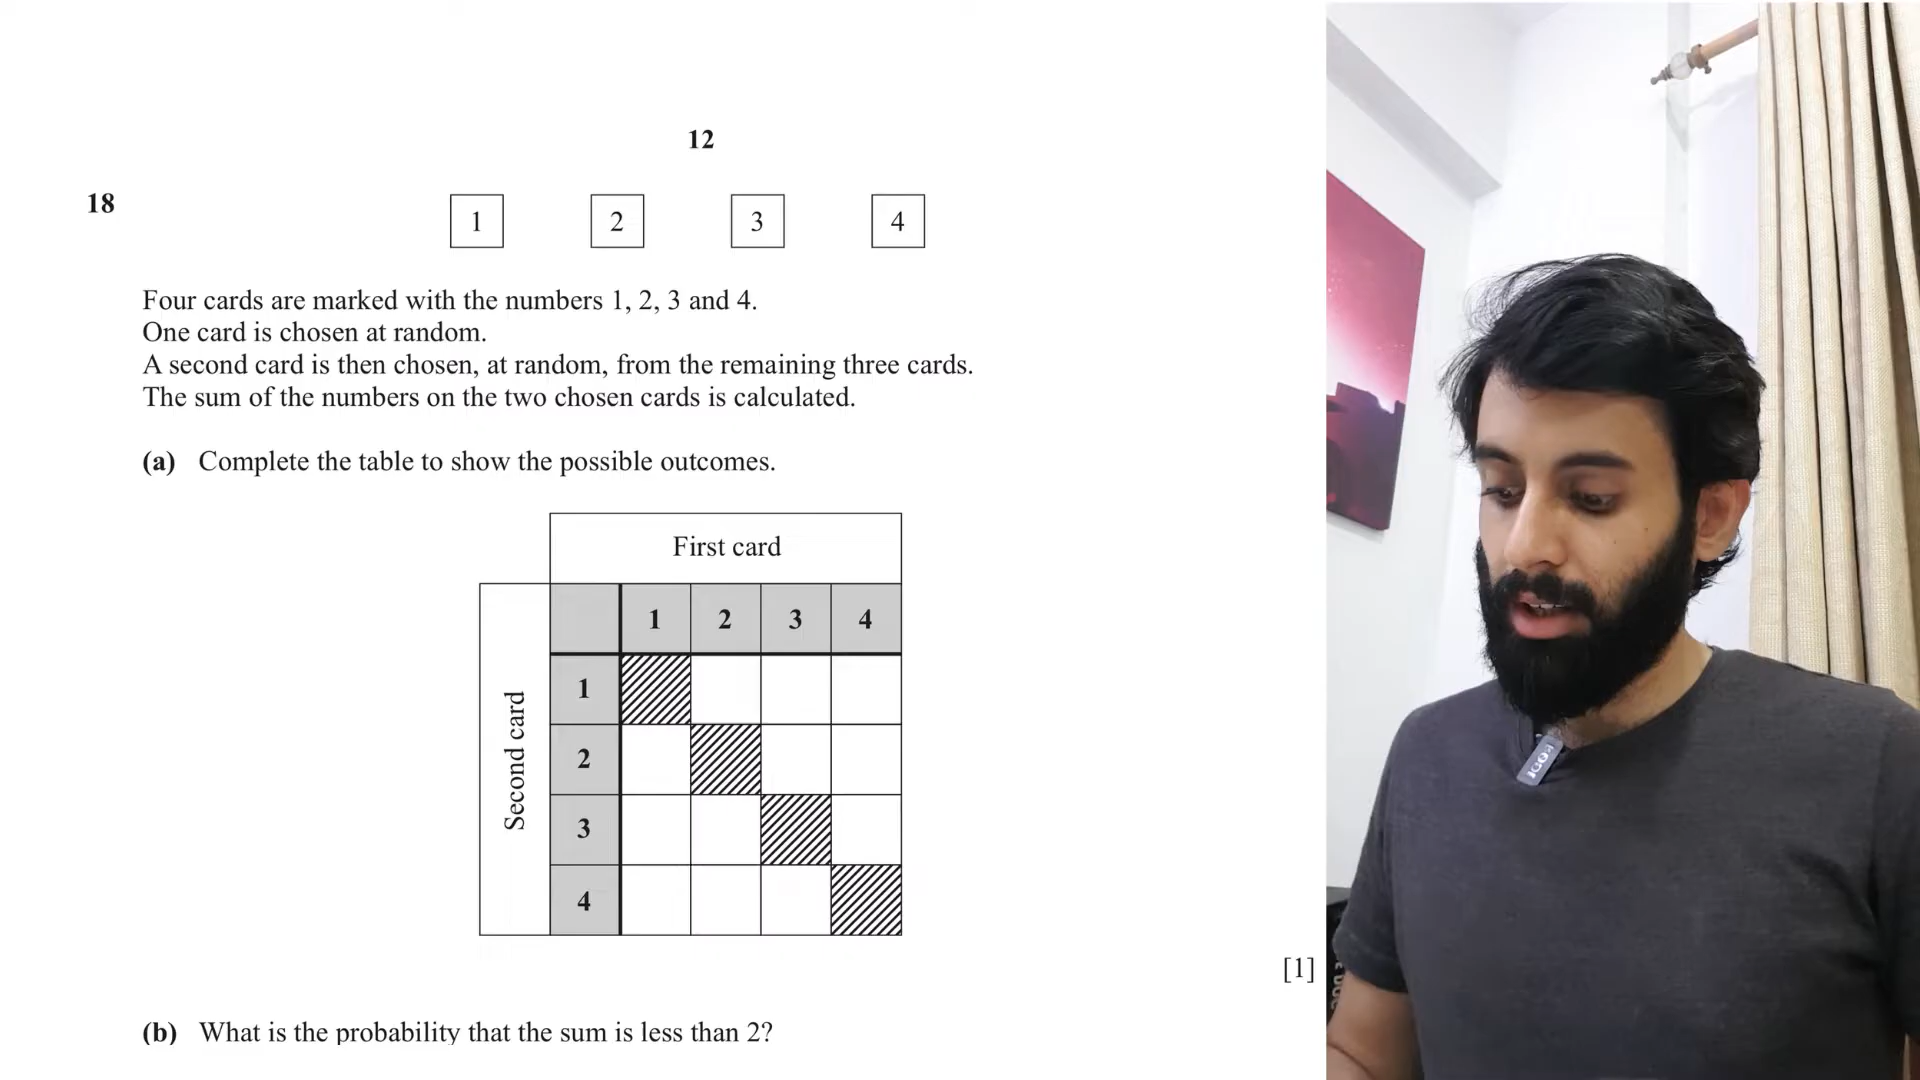 12
18
1 2 3 4
Four cards are marked with the numbers 1, 2, 3 and 4.
One card is chosen at random.
A second card is then chosen, at random, from the remaining three cards.
The sum of the numbers on the two chosen cards is calculated.
(a) Complete the table to show the possible outcomes.
First card
1 2 3 4
Second card
1
2
3
4
[1]
(b) What is the probability that the sum is less than 2?